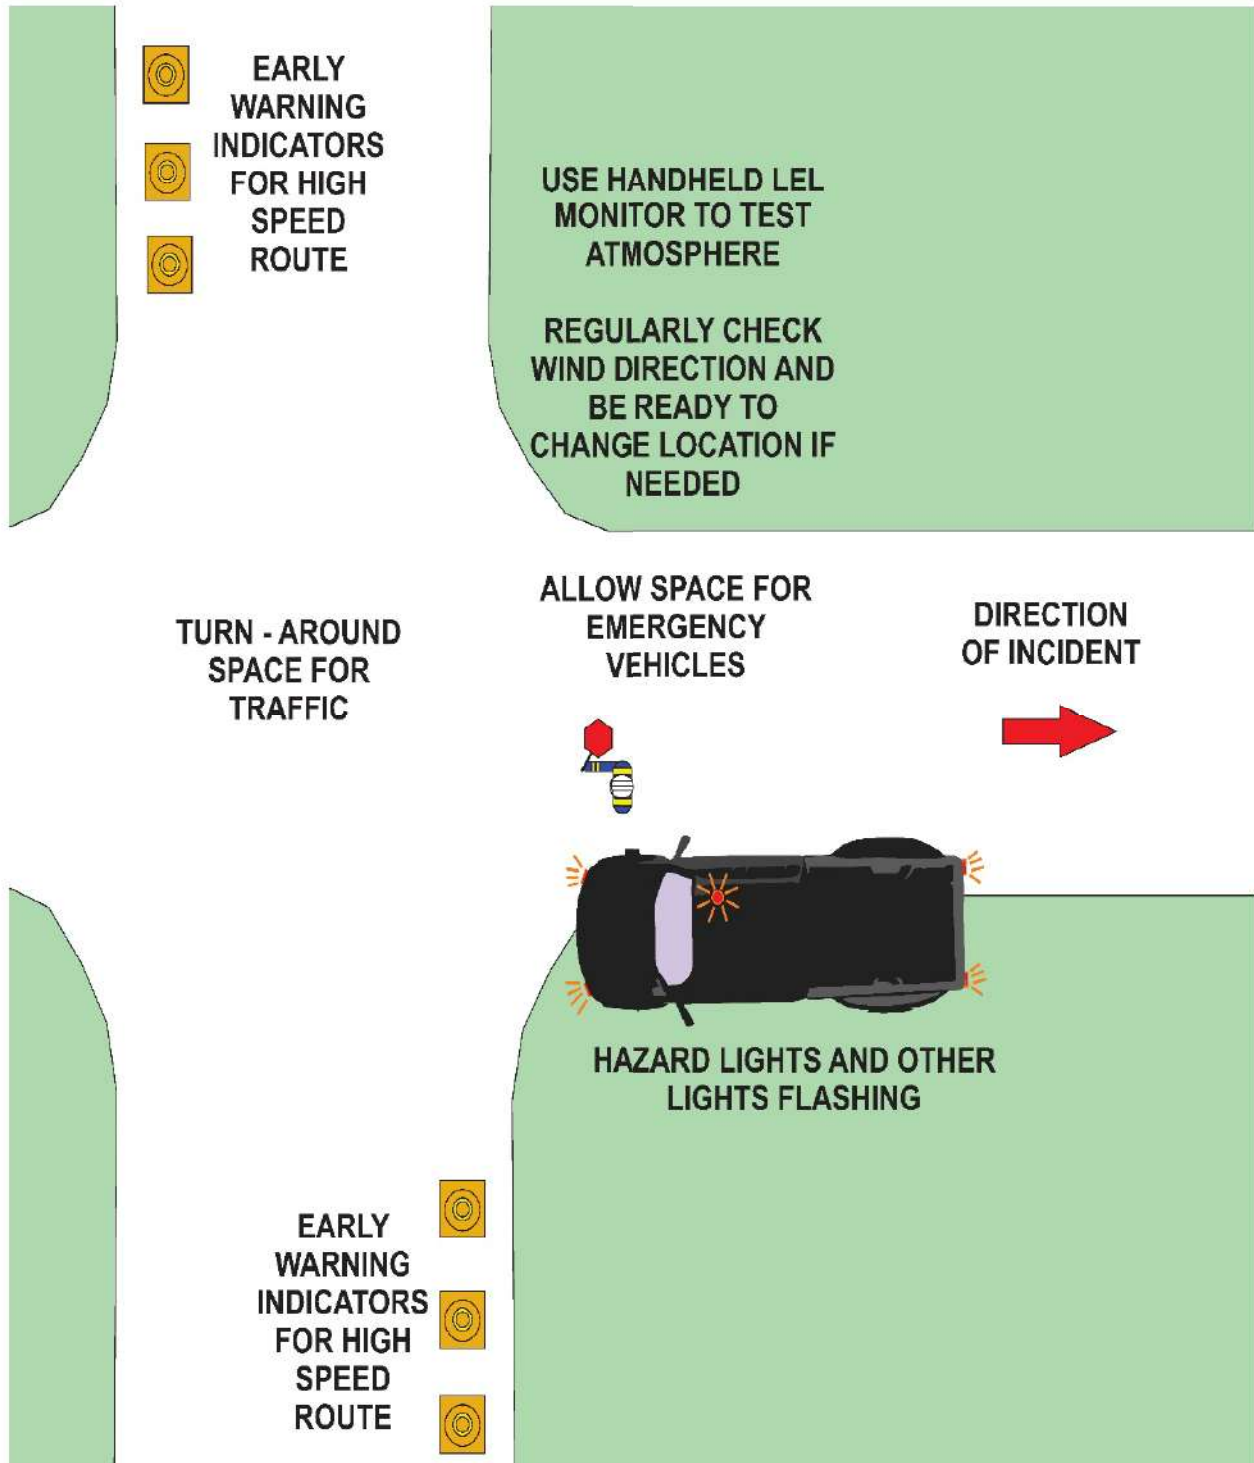 EARLY
WARNING
INDICATORS
FOR HIGH
SPEED
ROUTE
USE HANDHELD LEL
MONITOR TO TEST
ATMOSPHERE
REGULARLY CHECK
WIND DIRECTION AND
BE READY TO
CHANGE LOCATION IF
NEEDED
TURN - AROUND
SPACE FOR
TRAFFIC
ALLOW SPACE FOR
EMERGENCY
VEHICLES
DIRECTION
OF INCIDENT
HAZARD LIGHTS AND OTHER
LIGHTS FLASHING
EARLY
WARNING
INDICATORS
FOR HIGH
SPEED
ROUTE